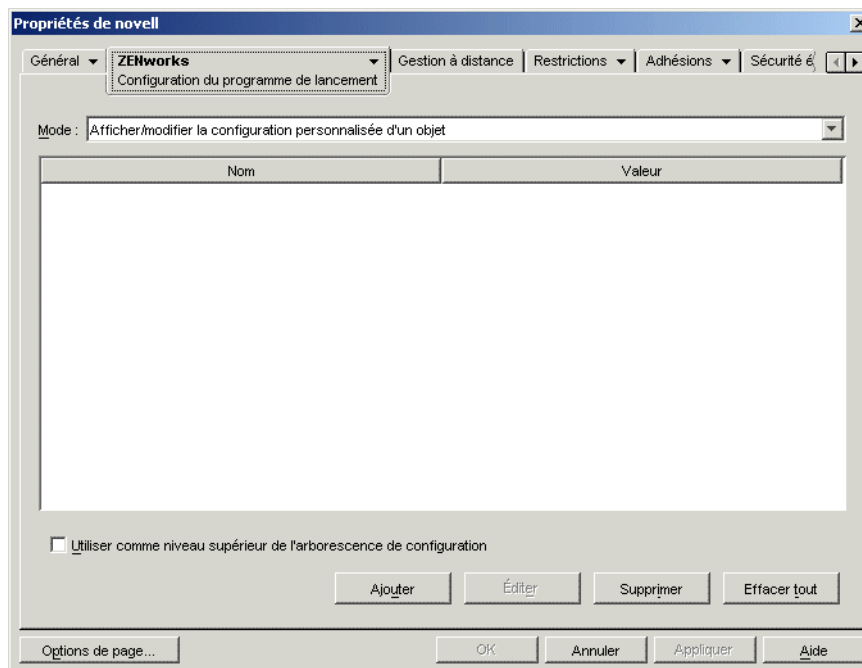 Propriétés de novell
Général
ZENworks
Configuration du programme de lancement
Gestion à distance
Restrictions
Adhésions
Sécurité é
Mode : Afficher/modifier la configuration personnalisée d'un objet
Nom Valeur
Utiliser comme niveau supérieur de l'arborescence de configuration
Ajouter Éditer Supprimer Effacer tout
Options de page... OK Annuler Appliquer Aide